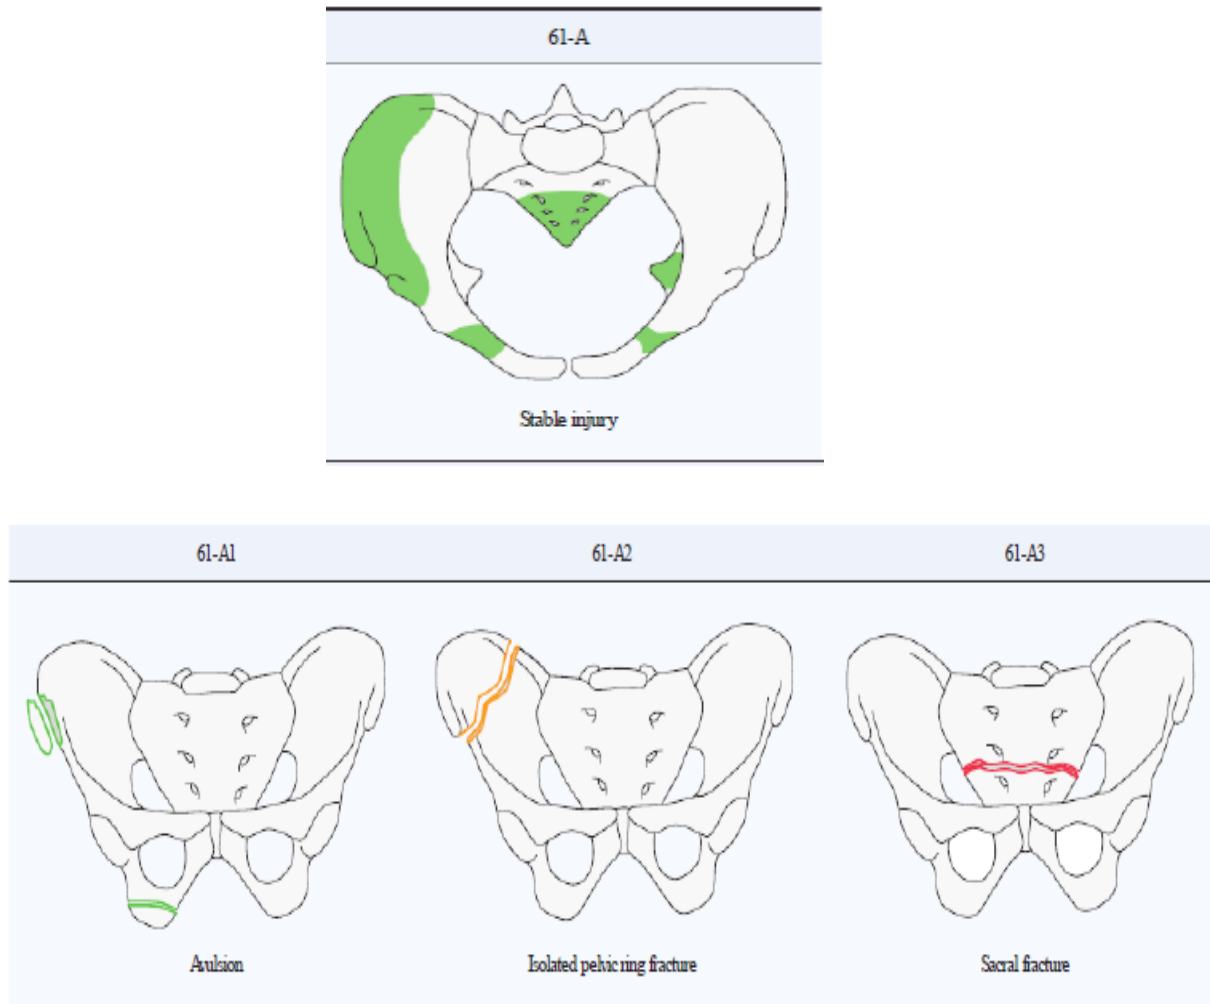 61-A
Stable injury
61-A1
61-A2
61-A3
Avulsion
Isolated pelvic ring fracture
Sacral fracture